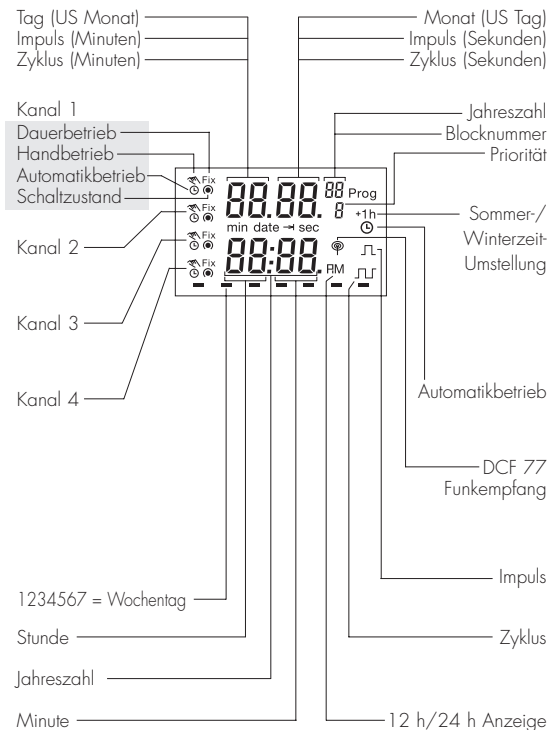 Tag (US Monat)
Impuls (Minuten)
Zyklus (Minuten)
Monat (US Tag)
Impuls (Sekunden)
Zyklus (Sekunden)
Kanal 1
Dauerbetrieb
Handbetrieb
Automatikbetrieb
Schaltzustand
Jahreszahl
Blocknummer
Priorität
Fix
88.88. 88 Prog
8
+1h
min date sec
Fix
Kanal 2
Sommer-/
Winterzeit-
Umstellung
Fix
88:88. PM
Kanal 3
Fix
Kanal 4
Automatikbetrieb
DCF 77
Funkempfang
Impuls
1234567 = Wochentag
Stunde
Zyklus
Jahreszahl
Minute
12 h/24 h Anzeige